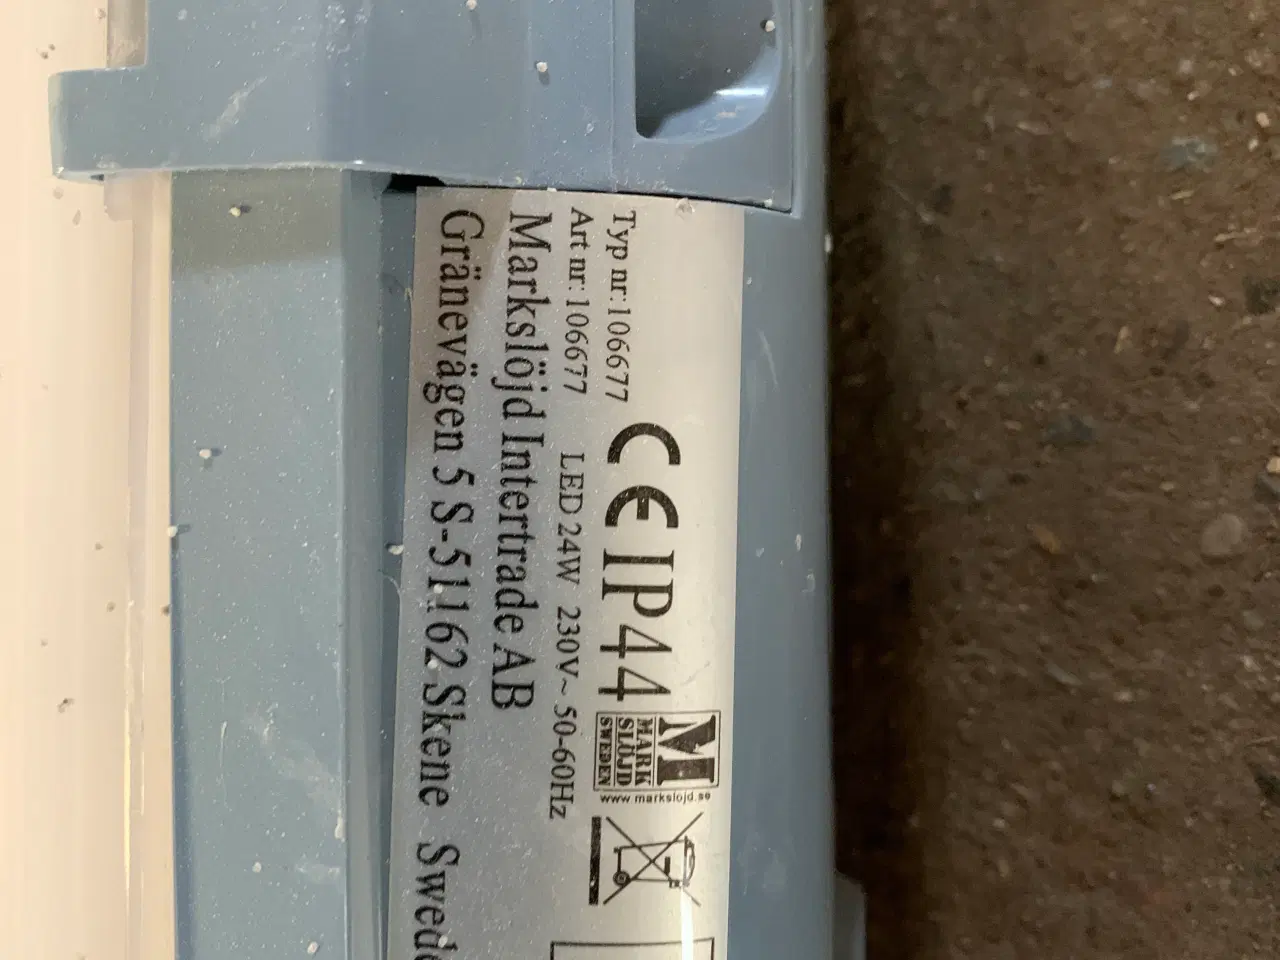 Typ nr:106677
Art nr:106677
CE IP44
LED 24W 230V~ 50-60Hz
M
MARK
SLÖJD
SWEDEN
www.markslojd.se
Markslöjd Intertrade AB
Gränevägen 5 S-51162 Skene Swed